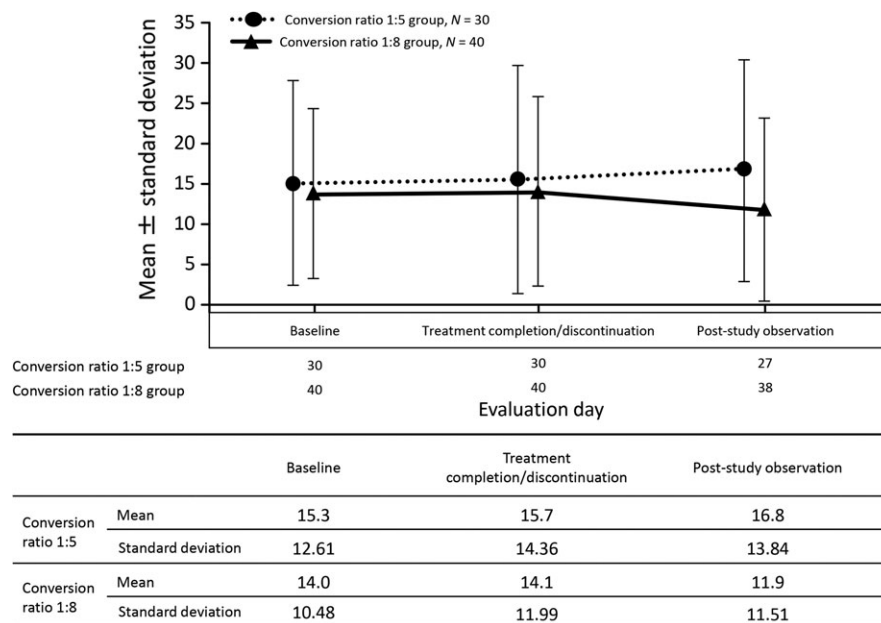 35
30
25
20
15
10
5
0
Mean ± standard deviation
Conversion ratio 1:5 group, N = 30
Conversion ratio 1:8 group, N = 40
Baseline Treatment completion/discontinuation Post-study observation
Conversion ratio 1:5 group 30 30 27
Conversion ratio 1:8 group 40 40 38
Evaluation day
Baseline Treatment completion/discontinuation Post-study observation
Conversion ratio 1:5 Mean 15.3 15.7 16.8
Standard deviation 12.61 14.36 13.84
Conversion ratio 1:8 Mean 14.0 14.1 11.9
Standard deviation 10.48 11.99 11.51